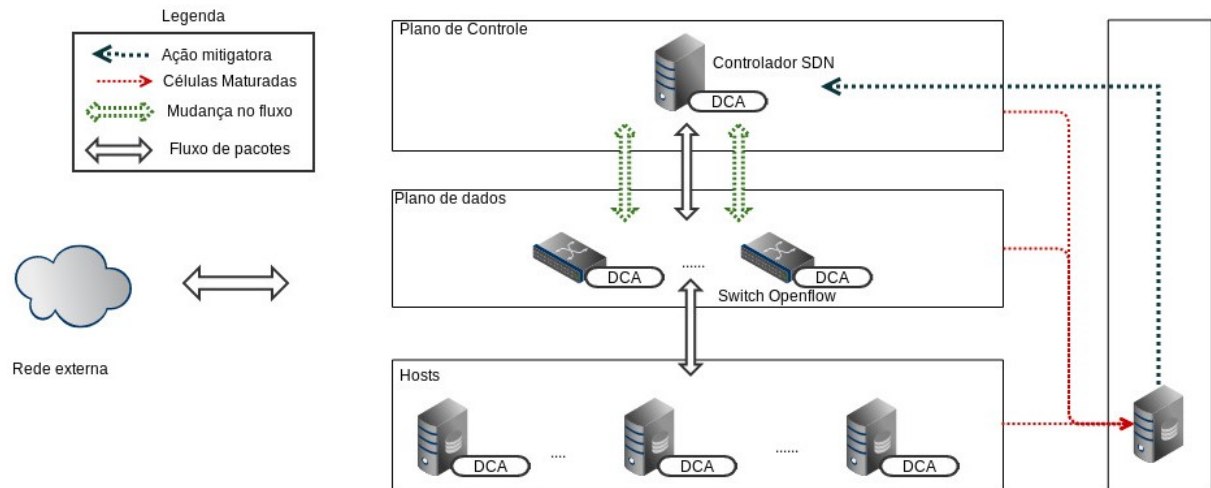 Legenda
Ação mitigatora
Células Maturadas
Mudança no fluxo
Fluxo de pacotes
Plano de Controle
Controlador SDN
DCA
Plano de dados
DCA
......
DCA
Switch Openflow
Rede externa
Hosts
DCA
....
DCA
......
DCA